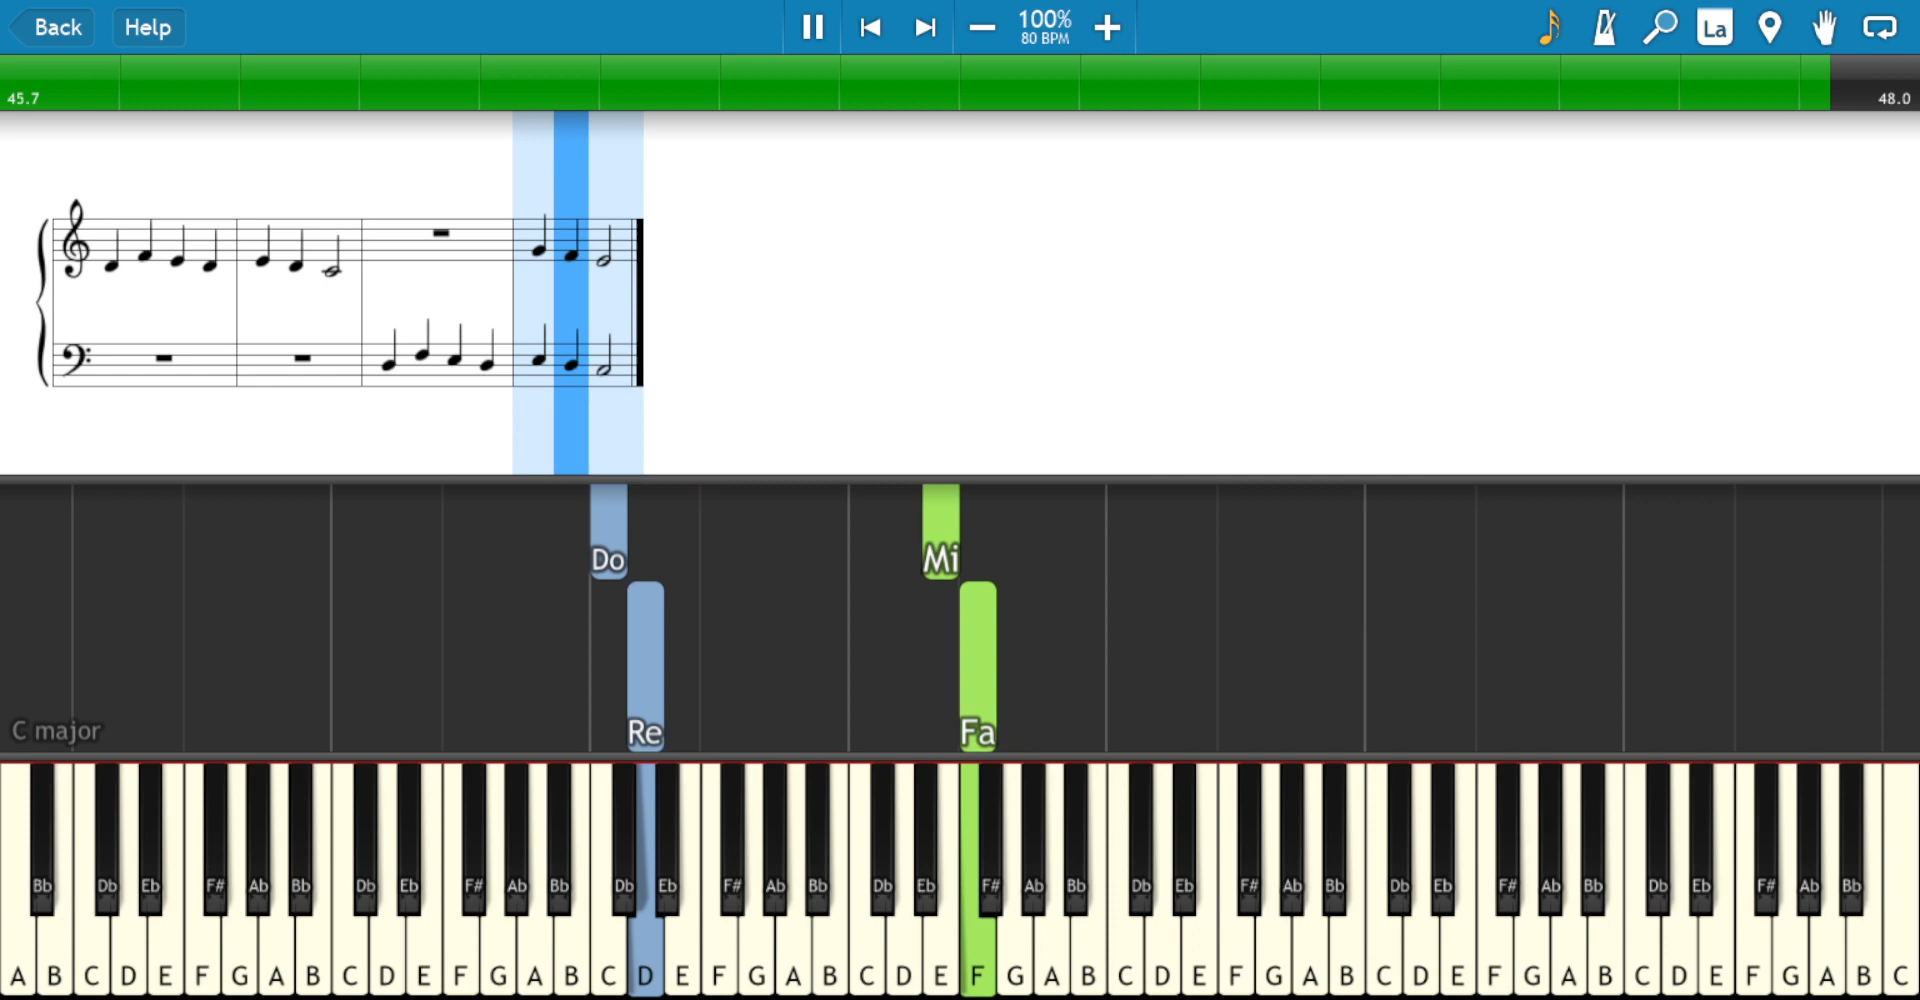 Back Help 100% La
80 BPM
45.7 48.0
Do Mi
C major Re Fa
Bb Db Eb F# Ab Bb Db Eb F# Ab Bb Db Eb F# Ab Bb Db Eb F# Ab Bb Db Eb F# Ab Bb Db Eb F# Ab Bb Db Eb F# Ab Bb
A B C D E F G A B C D E F G A B C D E F G A B C D E F G A B C D E F G A B C D E F G A B C D E F G A B C